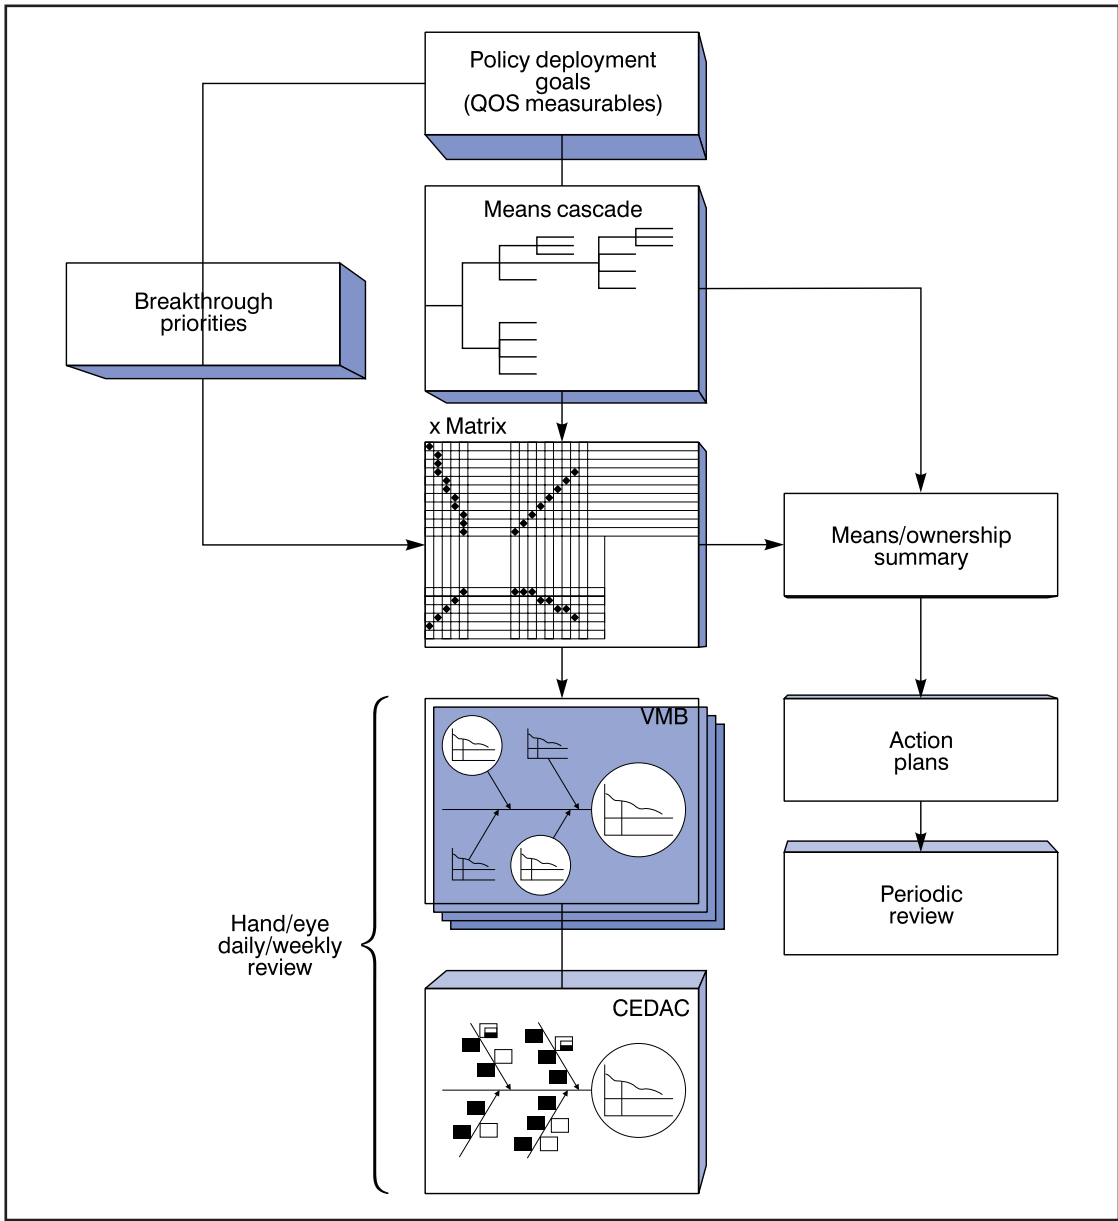 Policy deployment
goals
(QOS measurables)
Means cascade
Breakthrough
priorities
x Matrix
Means/ownership
summary
VMB
Action
plans
Periodic
review
Hand/eye
daily/weekly
review
CEDAC